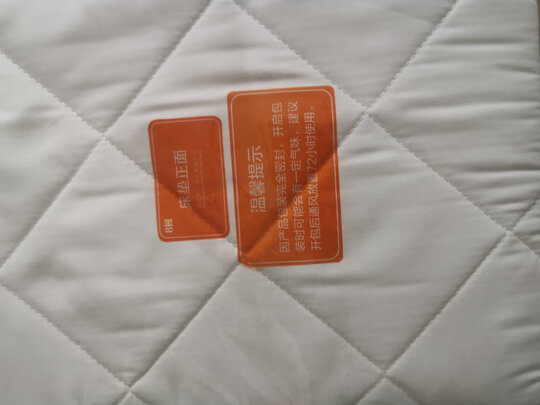 8H
床垫正面
温馨提示
因产品包装完全密封，开启包
装时可能会有一定气味，建议
开包后通风放置72小时使用。